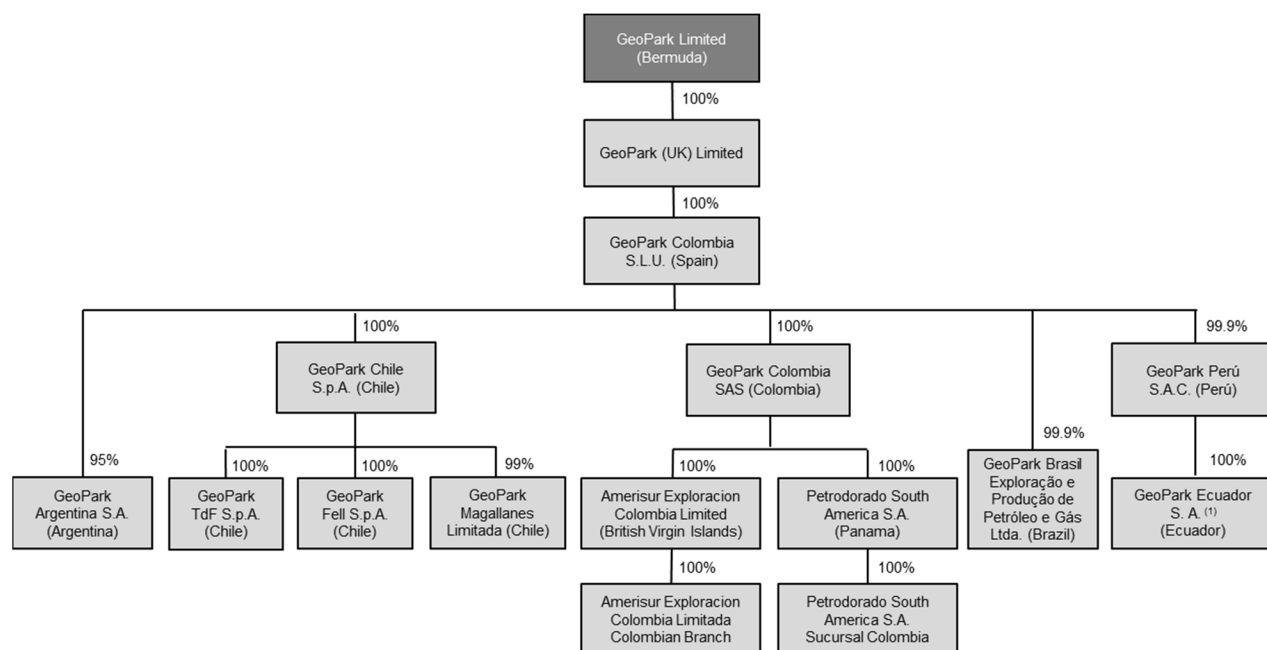 GeoPark Limited
(Bermuda)
100%
GeoPark (UK) Limited
100%
GeoPark Colombia
S.L.U. (Spain)
100%
100%
99.9%
GeoPark Chile
S.p.A. (Chile)
GeoPark Colombia
SAS (Colombia)
GeoPark Perú
S.A.C. (Perú)
95%
100%
100%
99%
100%
100%
99.9%
100%
GeoPark
Argentina S.A.
(Argentina)
GeoPark
TdF S.p.A.
(Chile)
GeoPark
Fell S.p.A.
(Chile)
GeoPark
Magallanes
Limitada (Chile)
Amerisur Exploracion
Colombia Limited
(British Virgin Islands)
Petrodorado South
America S.A.
(Panama)
GeoPark Brasil
Exploração e
Produção de
Petróleo e Gás
Ltda. (Brazil)
GeoPark Ecuador
S. A. (1)
(Ecuador)
100%
100%
Amerisur Exploracion
Colombia Limitada
Colombian Branch
Petrodorado South
America S.A.
Sucursal Colombia